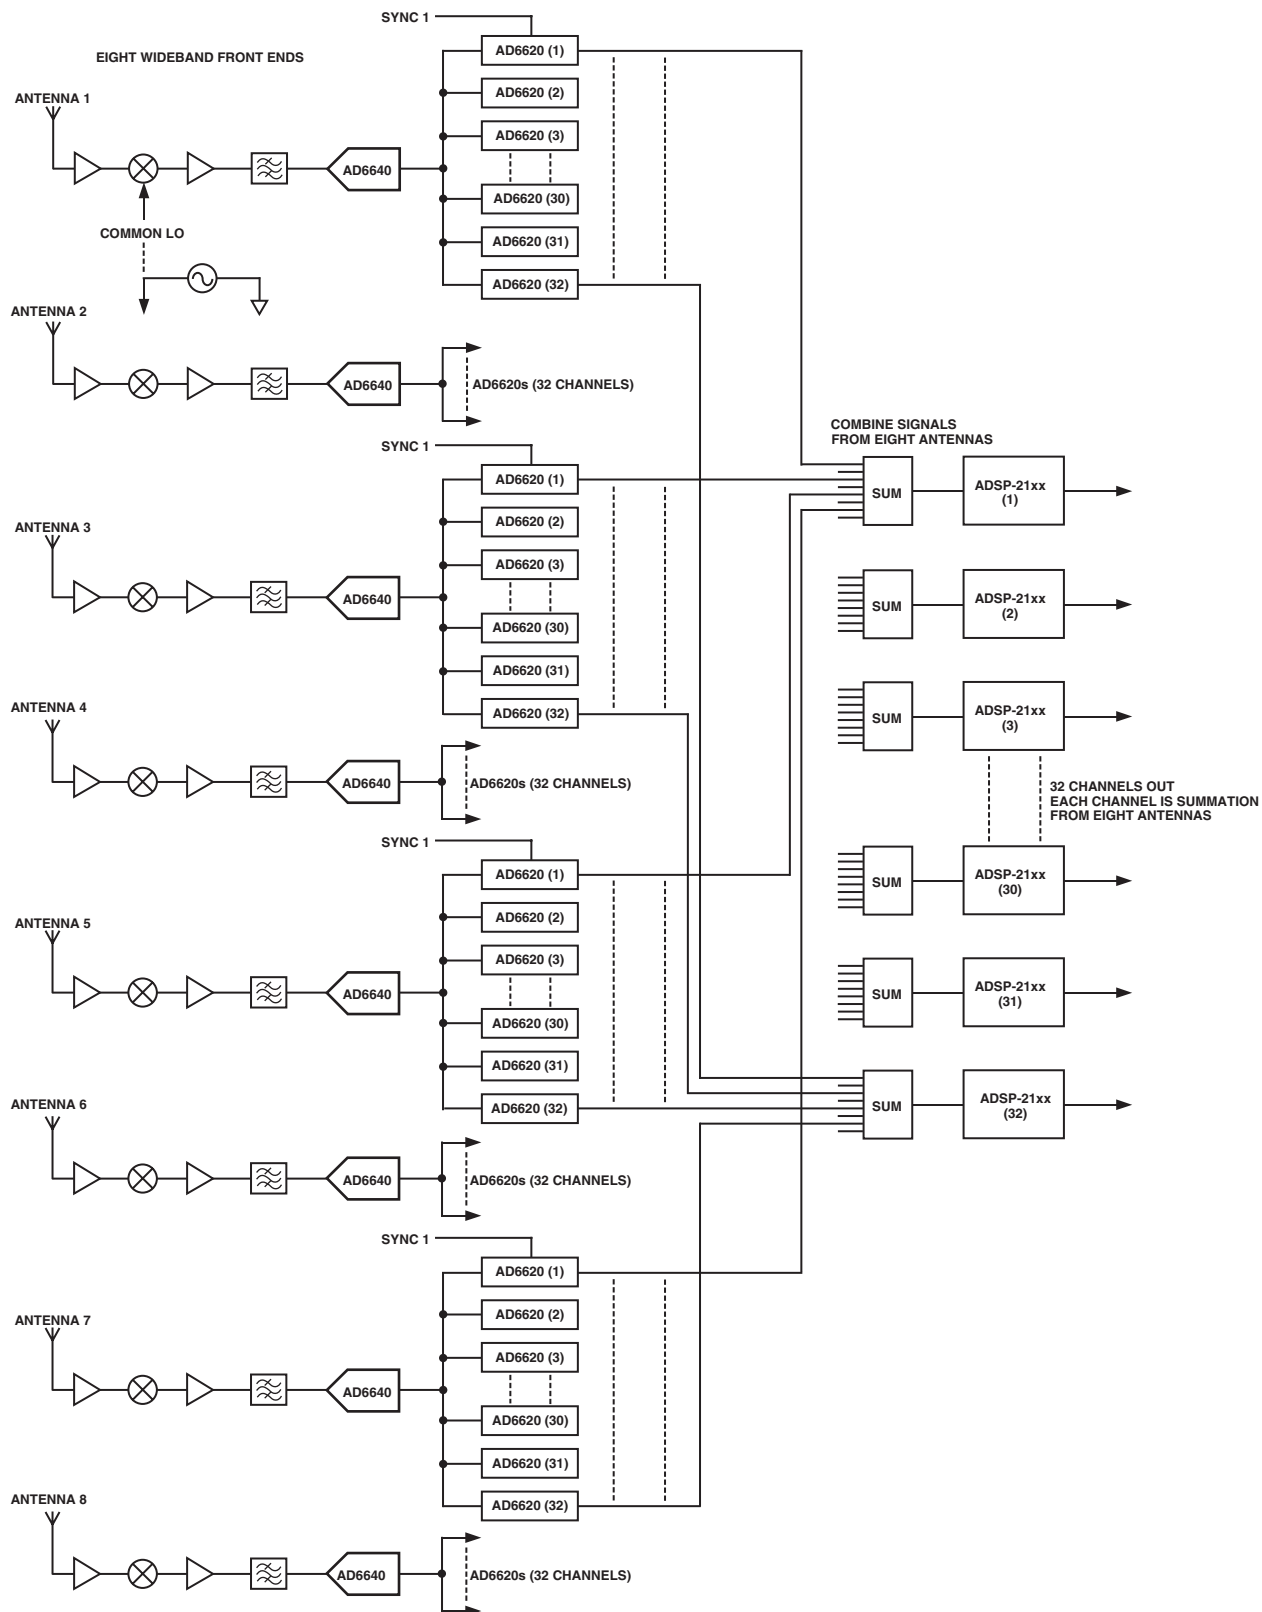 SYNC 1
EIGHT WIDEBAND FRONT ENDS
ANTENNA 1
AD6640
COMMON LO
AD6620 (1)
AD6620 (2)
AD6620 (3)
AD6620 (30)
AD6620 (31)
AD6620 (32)
ANTENNA 2
AD6640
AD6620s (32 CHANNELS)
SYNC 1
ANTENNA 3
AD6640
AD6620 (1)
AD6620 (2)
AD6620 (3)
AD6620 (30)
AD6620 (31)
AD6620 (32)
ANTENNA 4
AD6640
AD6620s (32 CHANNELS)
SYNC 1
ANTENNA 5
AD6640
AD6620 (1)
AD6620 (2)
AD6620 (3)
AD6620 (30)
AD6620 (31)
AD6620 (32)
ANTENNA 6
AD6640
AD6620s (32 CHANNELS)
SYNC 1
ANTENNA 7
AD6640
AD6620 (1)
AD6620 (2)
AD6620 (3)
AD6620 (30)
AD6620 (31)
AD6620 (32)
ANTENNA 8
AD6640
AD6620s (32 CHANNELS)
COMBINE SIGNALS
FROM EIGHT ANTENNAS
SUM
ADSP-21xx
(1)
SUM
ADSP-21xx
(2)
SUM
ADSP-21xx
(3)
32 CHANNELS OUT
EACH CHANNEL IS SUMMATION
FROM EIGHT ANTENNAS
SUM
ADSP-21xx
(30)
SUM
ADSP-21xx
(31)
SUM
ADSP-21xx
(32)